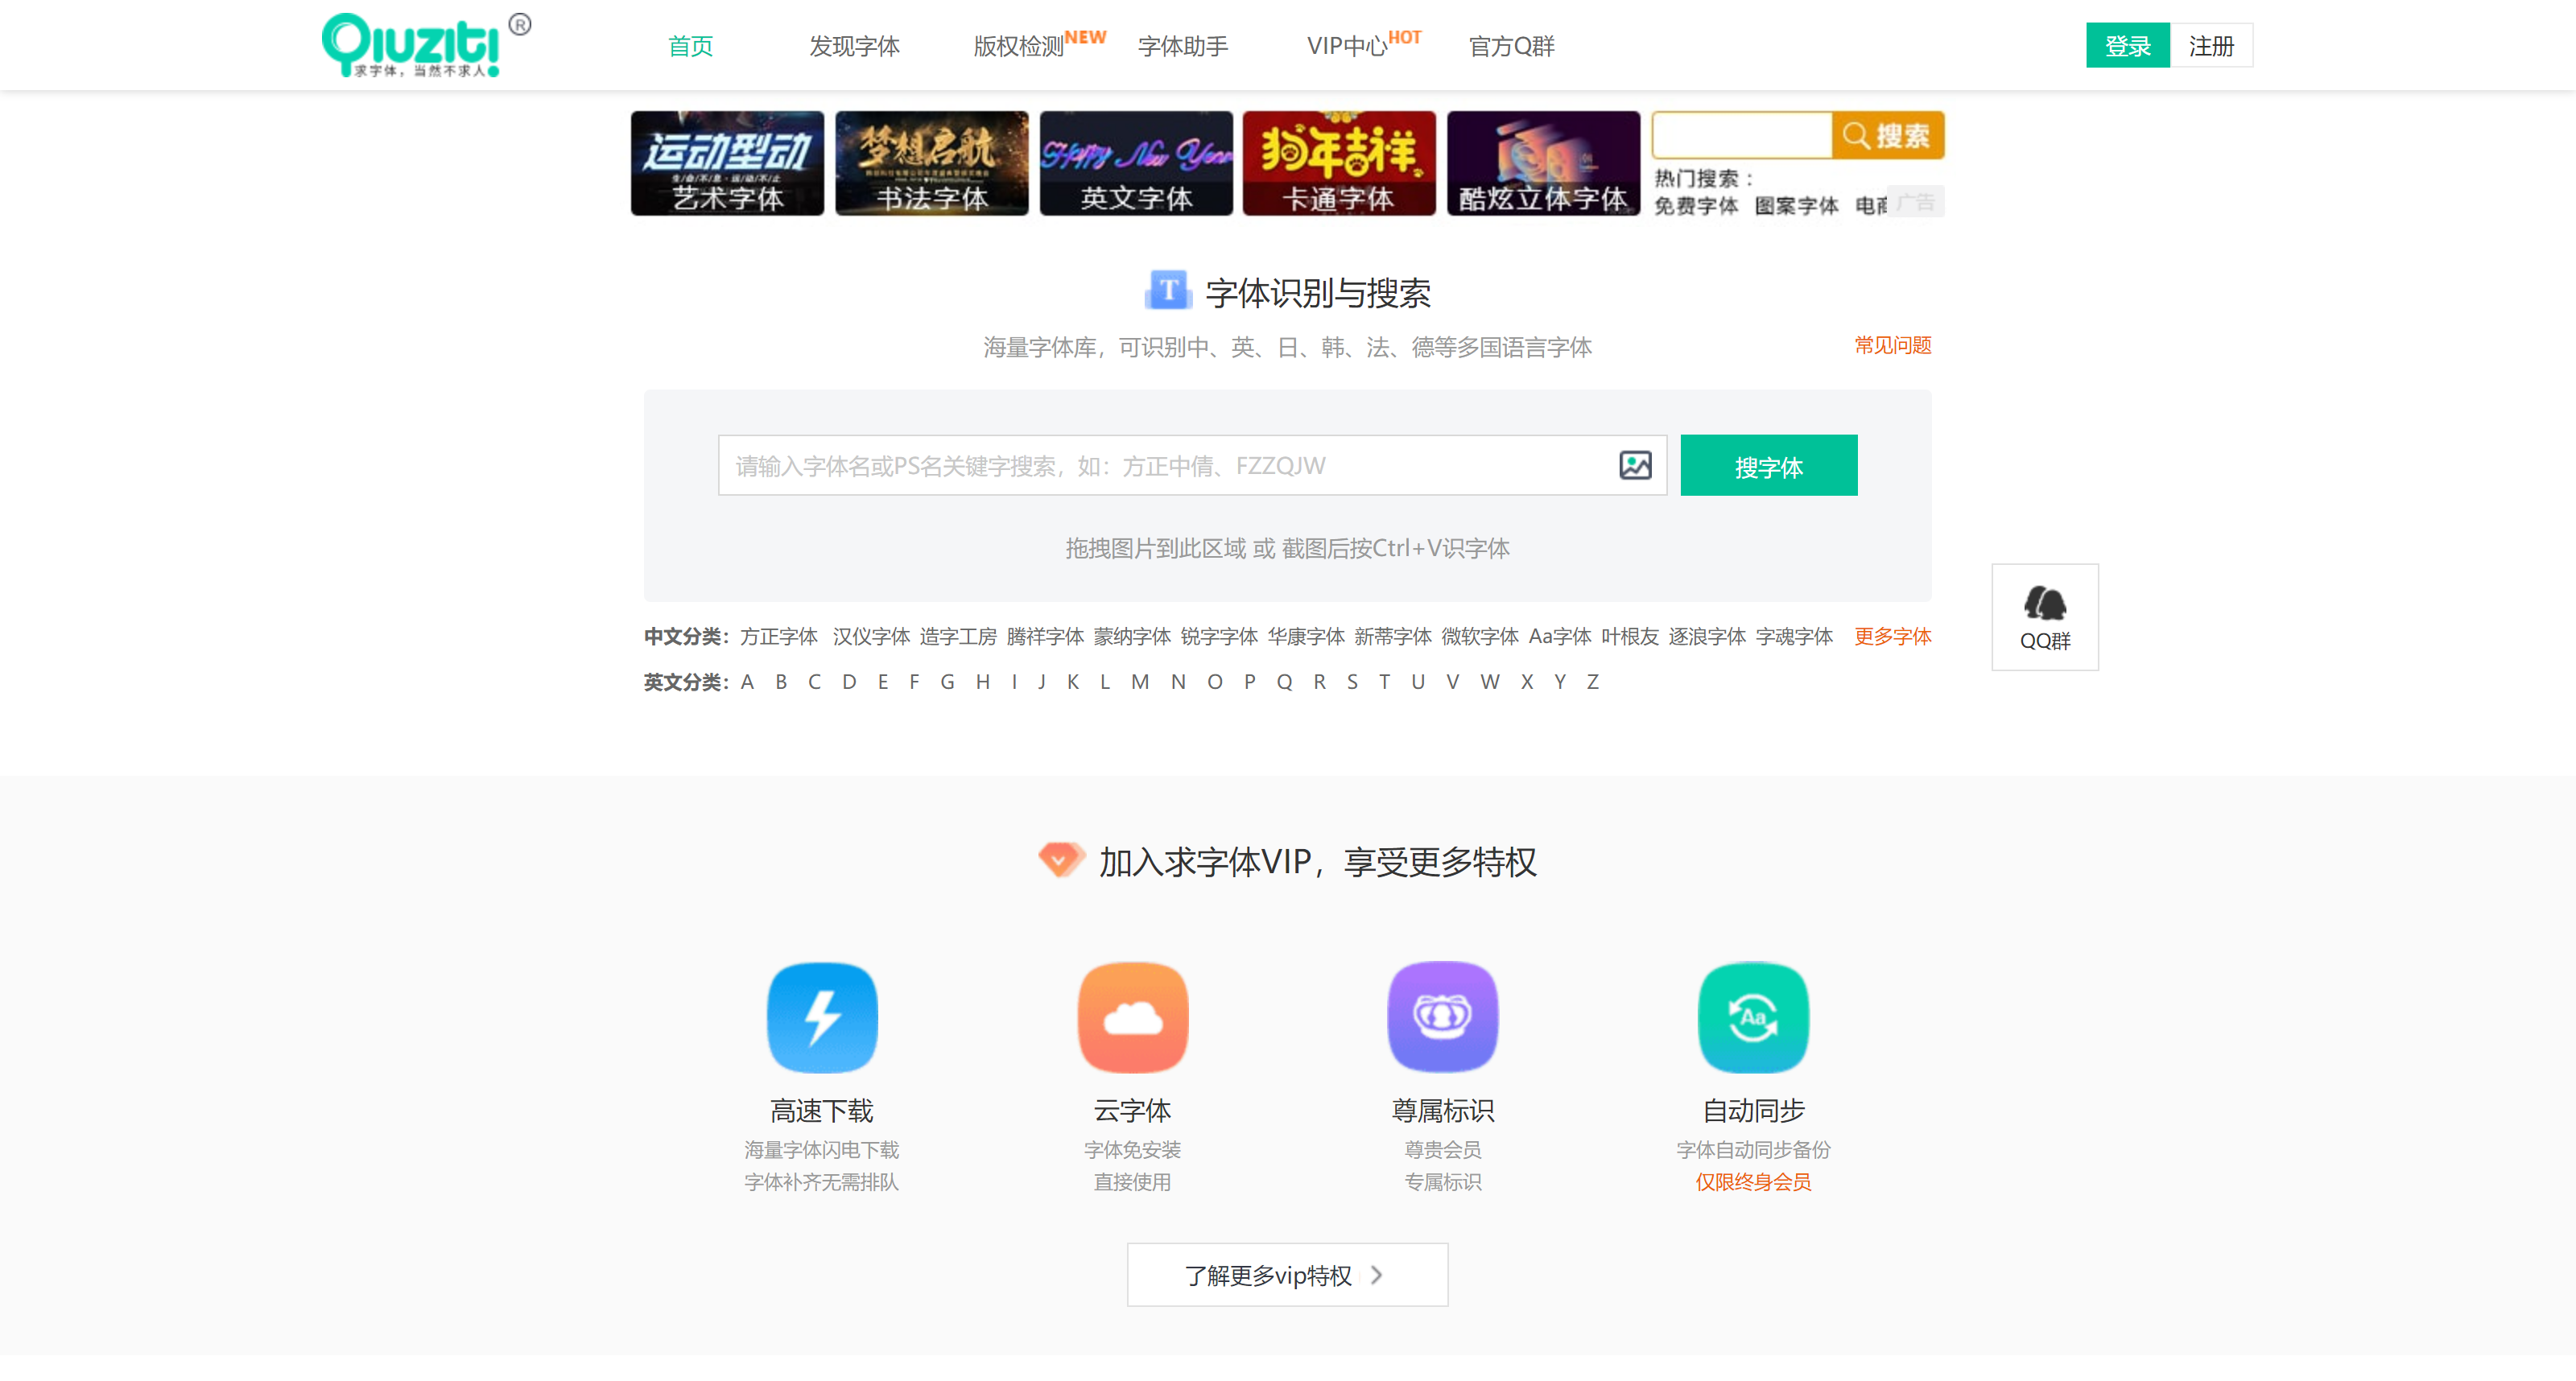 Qiuziti!®
求字体，当然不求人
首页 发现字体 版权检测NEW 字体助手 VIP中心HOT 官方Q群 登录 注册
运动型动
生/命/不/息·运/动/不/止
艺术字体
梦想启航
书法字体
Happy New Year
英文字体
狗年吉祥
卡通字体
酷炫立体字体
搜索
热门搜索：
免费字体 图案字体 电商
广告
字体识别与搜索
海量字体库，可识别中、英、日、韩、法、德等多国语言字体
常见问题
请输入字体名或PS名关键字搜索，如：方正中倩、FZZQJW
搜字体
拖拽图片到此区域 或 截图后按Ctrl+V识字体
中文分类：方正字体 汉仪字体 造字工房 腾祥字体 蒙纳字体 锐字字体 华康字体 新蒂字体 微软字体 Aa字体 叶根友 逐浪字体 字魂字体 更多字体
英文分类：A B C D E F G H I J K L M N O P Q R S T U V W X Y Z
QQ群
加入求字体VIP，享受更多特权
Aa
高速下载 云字体 尊属标识 自动同步
海量字体闪电下载 字体免安装 尊贵会员 字体自动同步备份
字体补齐无需排队 直接使用 专属标识 仅限终身会员
了解更多vip特权